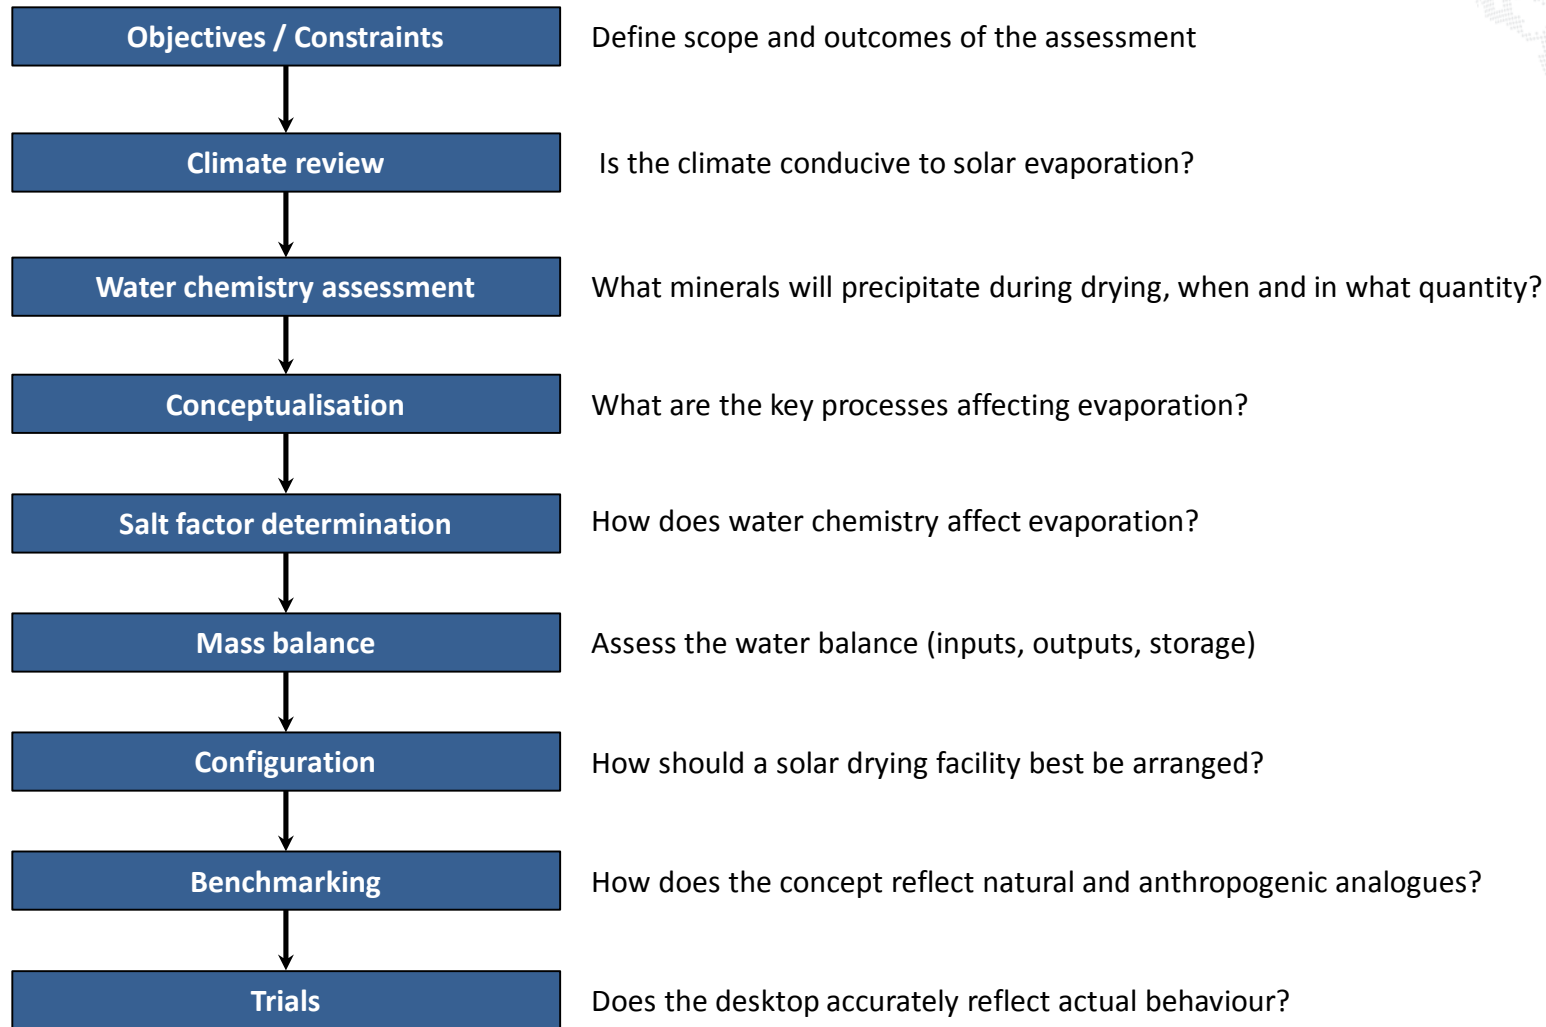 Objectives / Constraints
Define scope and outcomes of the assessment
Climate review
Is the climate conducive to solar evaporation?
Water chemistry assessment
What minerals will precipitate during drying, when and in what quantity?
Conceptualisation
What are the key processes affecting evaporation?
Salt factor determination
How does water chemistry affect evaporation?
Mass balance
Assess the water balance (inputs, outputs, storage)
Configuration
How should a solar drying facility best be arranged?
Benchmarking
How does the concept reflect natural and anthropogenic analogues?
Trials
Does the desktop accurately reflect actual behaviour?